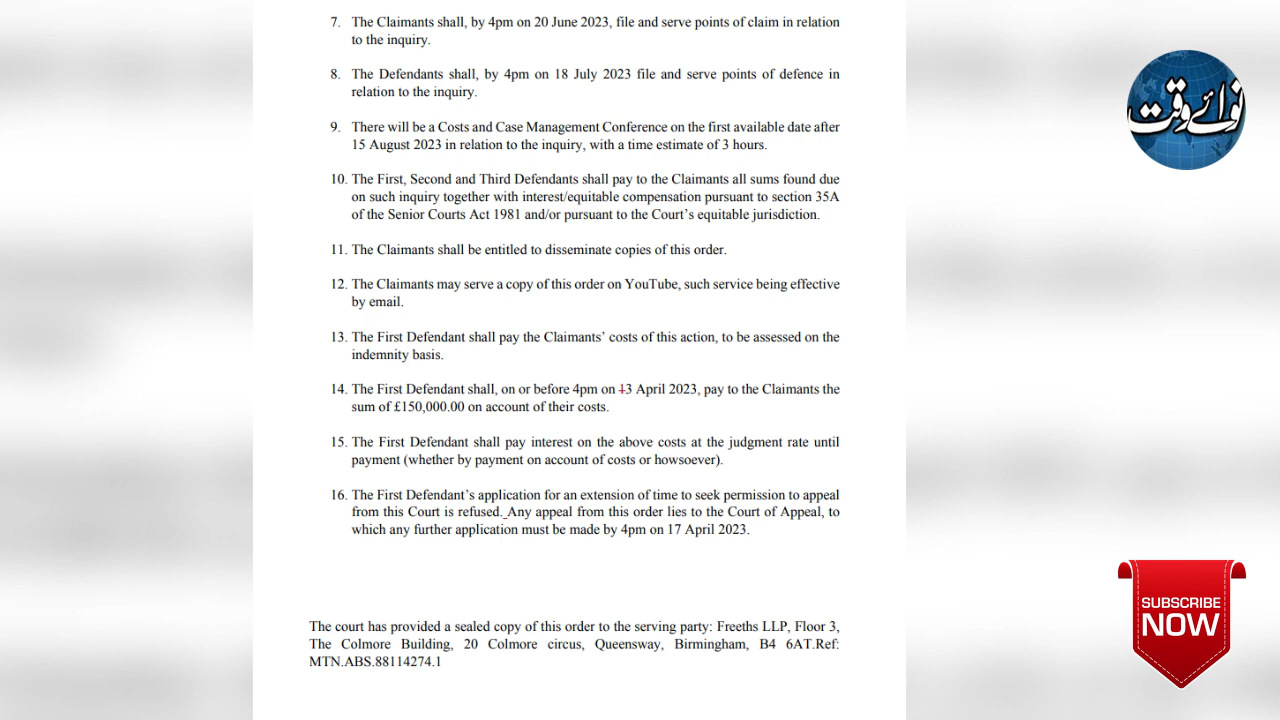 7. The Claimants shall, by 4pm on 20 June 2023, file and serve points of claim in relation
to the inquiry.
8. The Defendants shall, by 4pm on 18 July 2023 file and serve points of defence in
relation to the inquiry.
9. There will be a Costs and Case Management Conference on the first available date after
15 August 2023 in relation to the inquiry, with a time estimate of 3 hours.
10. The First, Second and Third Defendants shall pay to the Claimants all sums found due
on such inquiry together with interest/equitable compensation pursuant to section 35A
of the Senior Courts Act 1981 and/or pursuant to the Court's equitable jurisdiction.
11. The Claimants shall be entitled to disseminate copies of this order.
12. The Claimants may serve a copy of this order on YouTube, such service being effective
by email.
13. The First Defendant shall pay the Claimants' costs of this action, to be assessed on the
indemnity basis.
14. The First Defendant shall, on or before 4pm on 13 April 2023, pay to the Claimants the
sum of £150,000.00 on account of their costs.
15. The First Defendant shall pay interest on the above costs at the judgment rate until
payment (whether by payment on account of costs or howsoever).
16. The First Defendant's application for an extension of time to seek permission to appeal
from this Court is refused. Any appeal from this order lies to the Court of Appeal, to
which any further application must be made by 4pm on 17 April 2023.
The court has provided a sealed copy of this order to the serving party: Freeths LLP, Floor 3,
The Colmore Building, 20 Colmore circus, Queensway, Birmingham, B4 6AT.Ref:
MTN.ABS.88114274.1
نوائے وقت
SUBSCRIBE
NOW